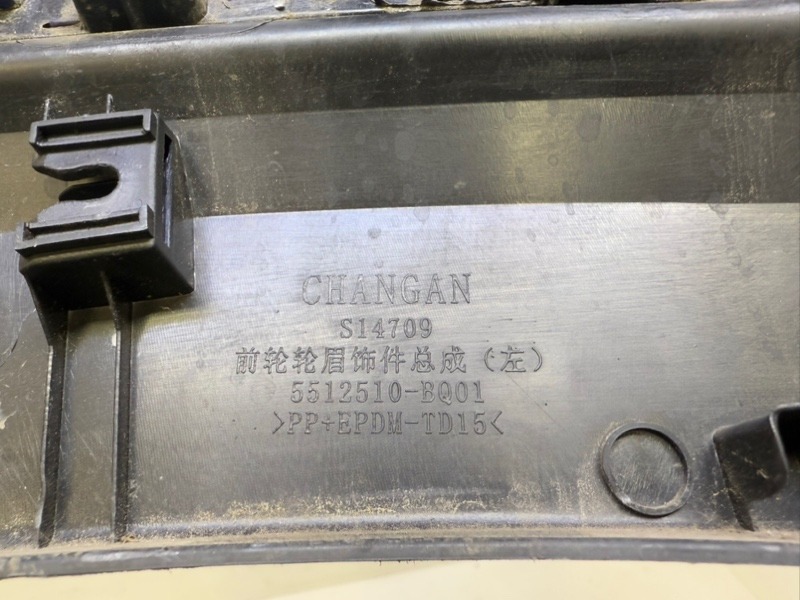 CHANGAN
S14709
前轮轮眉饰件总成（左）
5512510-BQ01
>PP+EPDM-TD15<